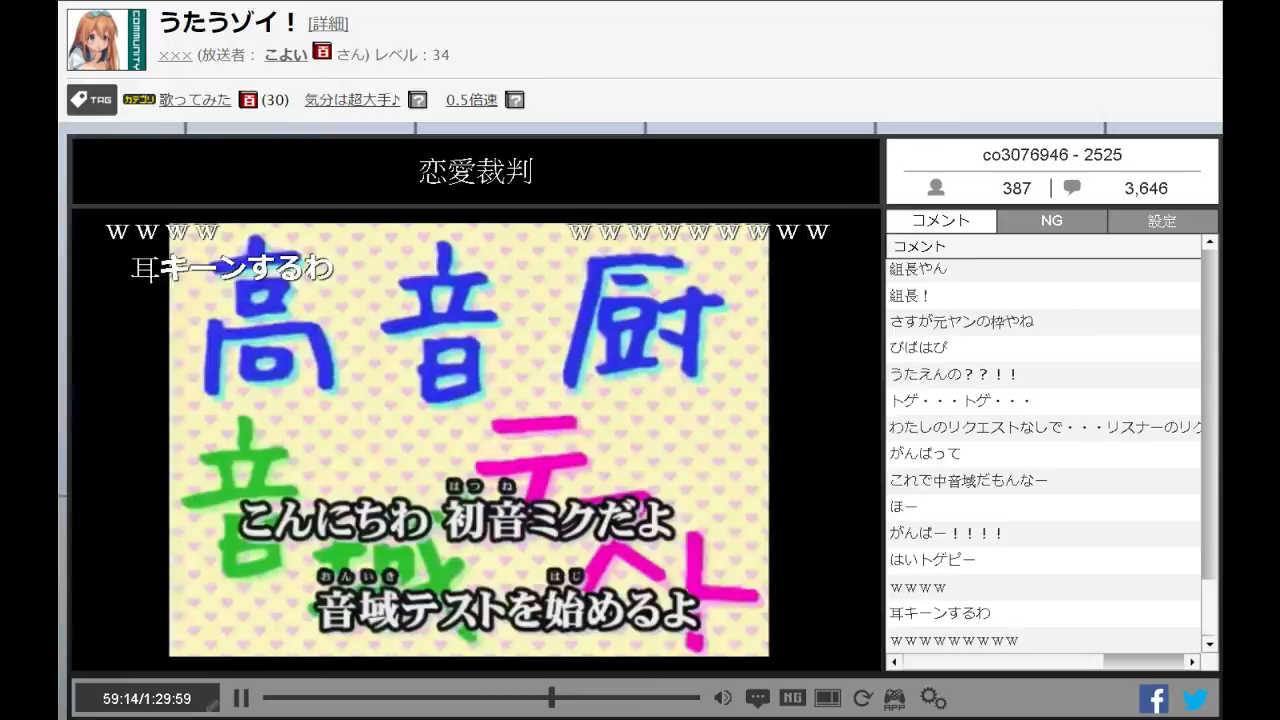 うたうゾイ！ [詳細]
××× (放送者： こよい 百 さん) レベル：34
COMMUNITY
TAG カテゴリ 歌ってみた 百 (30) 気分は超大手♪ ? 0.5倍速 ?
恋愛裁判
ｗｗｗｗ ｗｗｗｗｗｗｗｗｗ
耳キーンするわ
高音厨
音域テスト
はつ ね
こんにちわ 初音ミクだよ
おんいき はじ
音域テストを始めるよ
co3076946 - 2525
387 | 3,646
コメント NG 設定
コメント
組長やん
組長！
さすが元ヤンの枠やね
ぴぱはぴ
うたえんの？？！！
トゲ・・・トゲ・・・
わたしのリクエストなしで・・・リスナーのリク
がんばって
これで中音域だもんなー
ほー
がんばー！！！！
はいトゲピー
ｗｗｗｗ
耳キーンするわ
ｗｗｗｗｗｗｗｗｗ
59:14/1:29:59
NG
APP